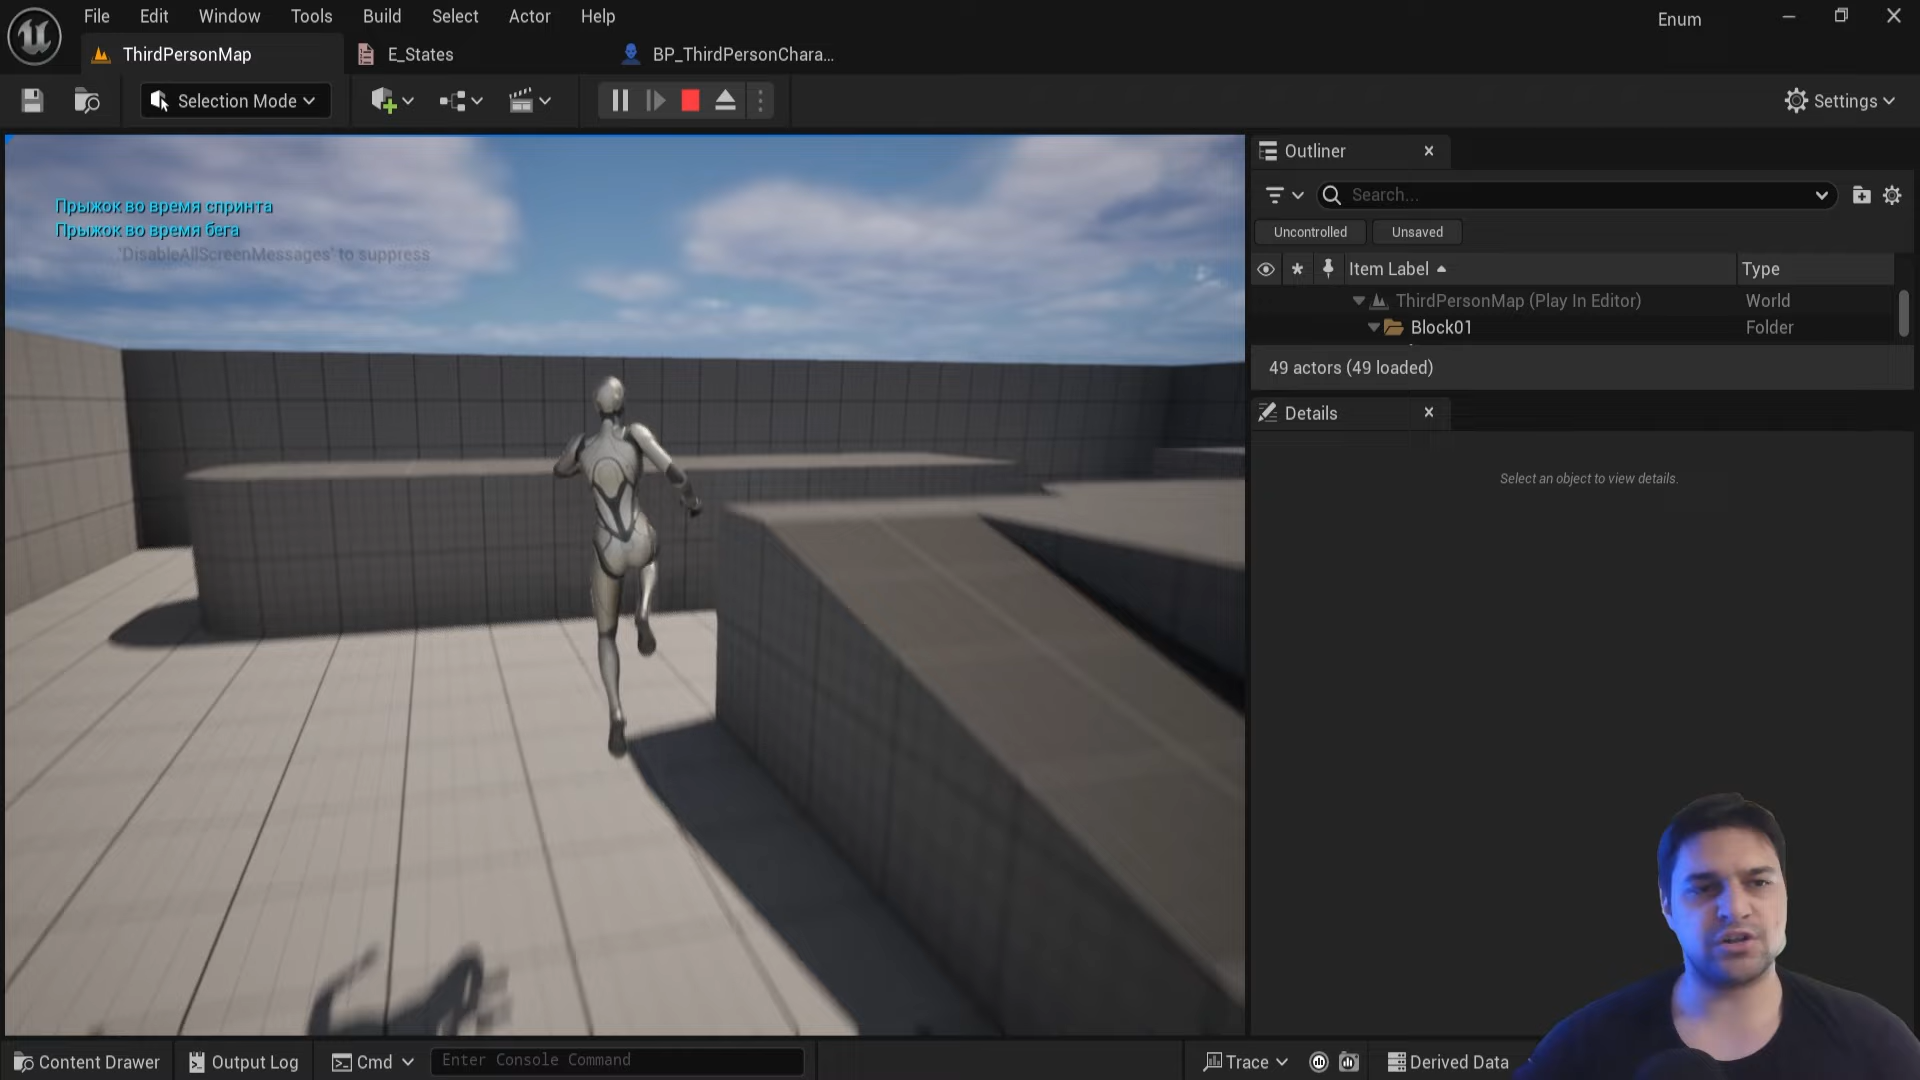 File Edit Window Tools Build Select Actor Help
Enum
ThirdPersonMap
E_States
BP_ThirdPersonChara...
Selection Mode
Settings
Прыжок во время спринта
Прыжок во время бега
'DisableAllScreenMessages' to suppress
Outliner
Search...
Uncontrolled
Unsaved
Item Label
Type
ThirdPersonMap (Play In Editor)
World
Block01
Folder
49 actors (49 loaded)
Details
Select an object to view details.
Content Drawer
Output Log
Cmd
Enter Console Command
Trace
Derived Data